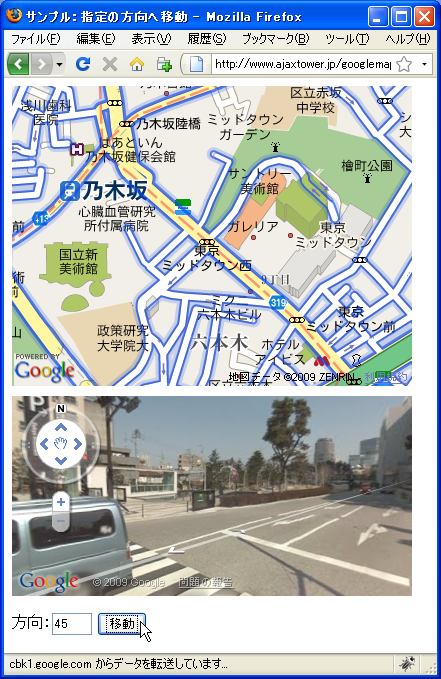 サンプル: 指定の方向へ移動 - Mozilla Firefox
ファイル(F) 編集(E) 表示(V) 履歴(S) ブックマーク(B) ツール(T) ヘルプ(H)
http://www.ajaxtower.jp/googlemap
浅川歯科
医院
乃木坂陸橋
はあといん
乃木坂健保会館
ミッドタウン
ガーデン
区立赤坂
中学校
檜町公園
サントリー
美術館
乃木坂
413
心臓血管研究
所付属病院
ガレリア
東京
ミッドタウン
国立新
美術館
東京
ミッドタウン西
9丁目
ミク
六本木ビル
319
東京
ミッドタウン前
政策研究
大学院大
六本木
ホテル
アイビス
POWERED BY
Google
地図データ ©2009 ZENRIN - 利用規約
P
N
Google
© 2009 Google
問題の報告
方向: 45 移動
cbk1.google.com からデータを転送しています...